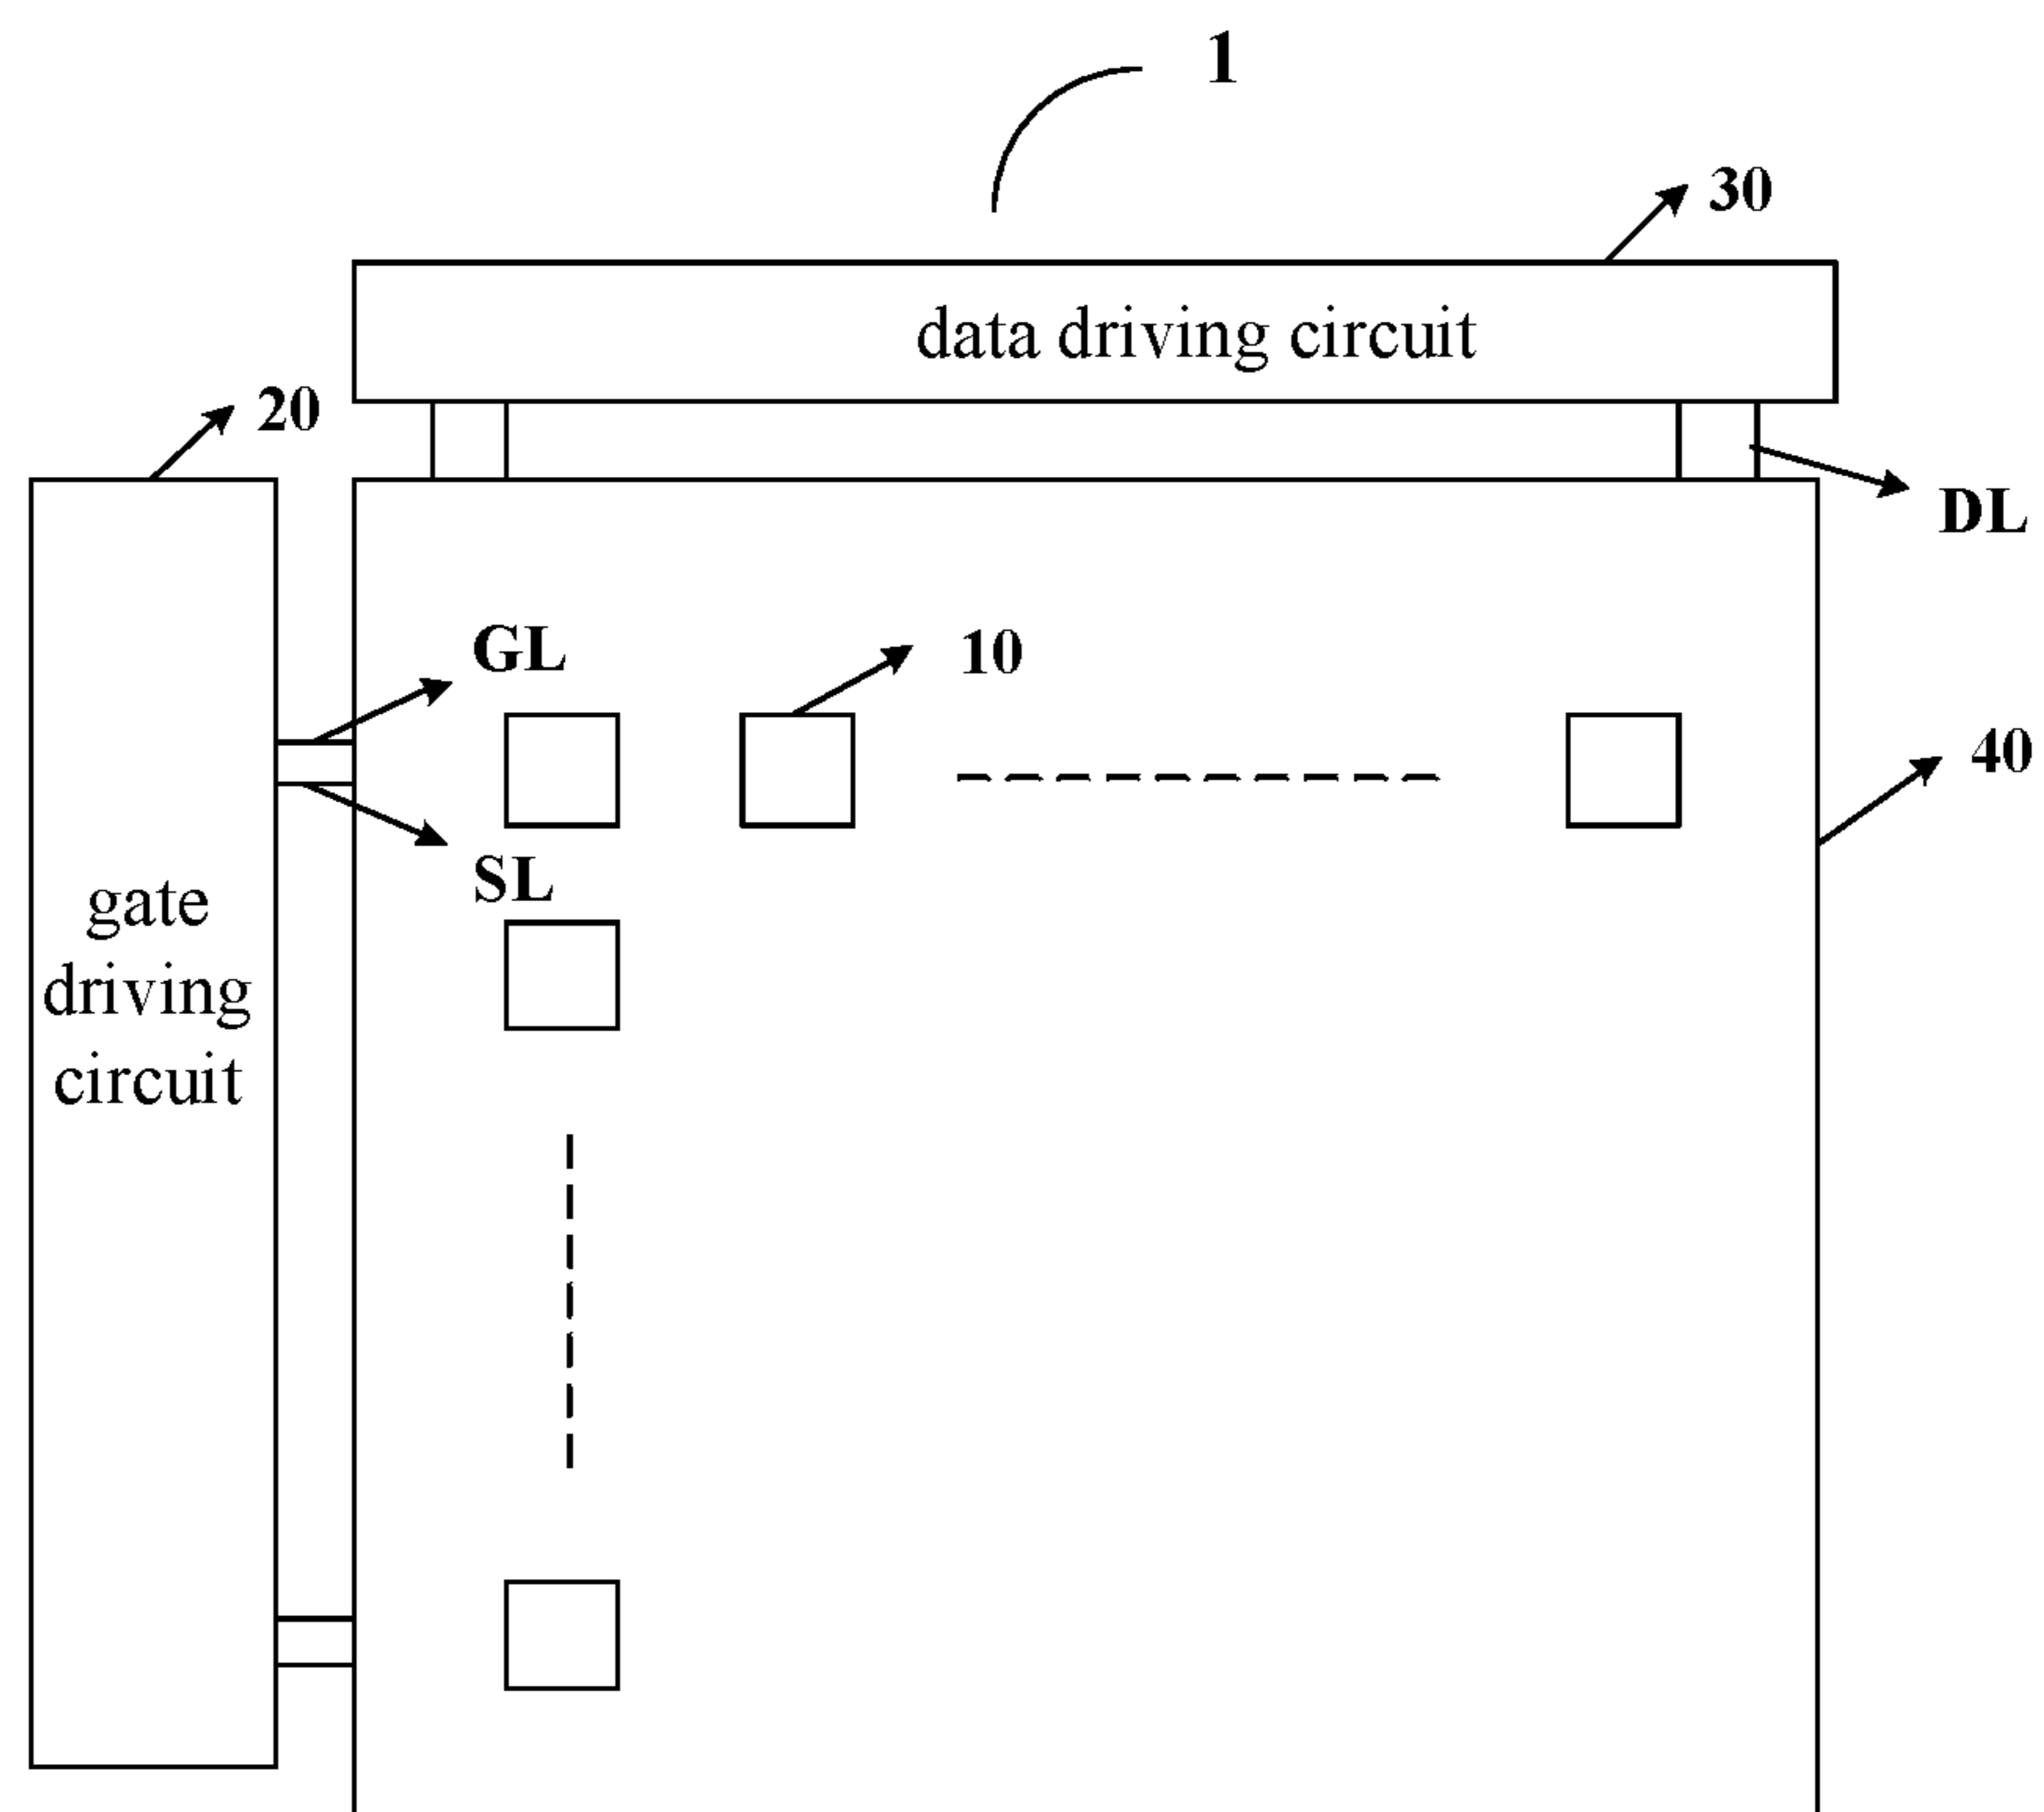 1
30
data driving circuit
20
DL
GL
10
40
SL
gate
driving
circuit